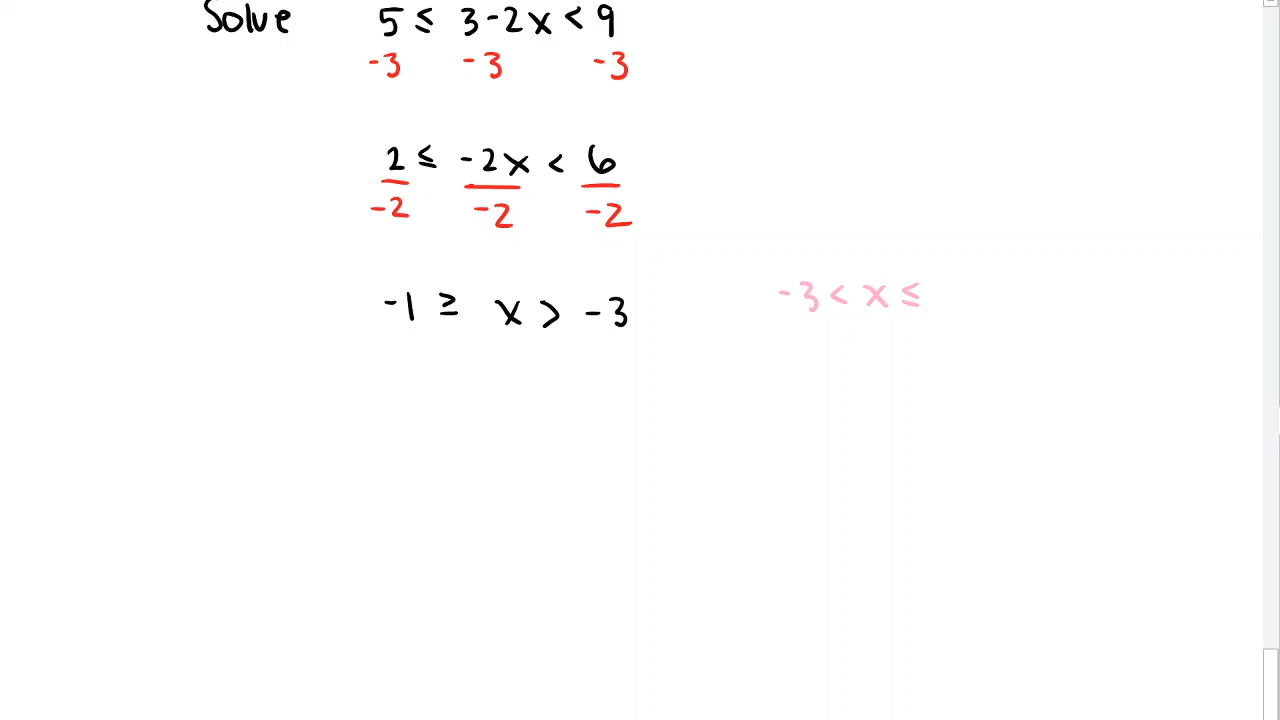 Solve 5 ≤ 3-2x < 9
-3 -3 -3
2 ≤ -2x < 6
-2 -2 -2
-1 ≥ x > -3 -3 < x ≤